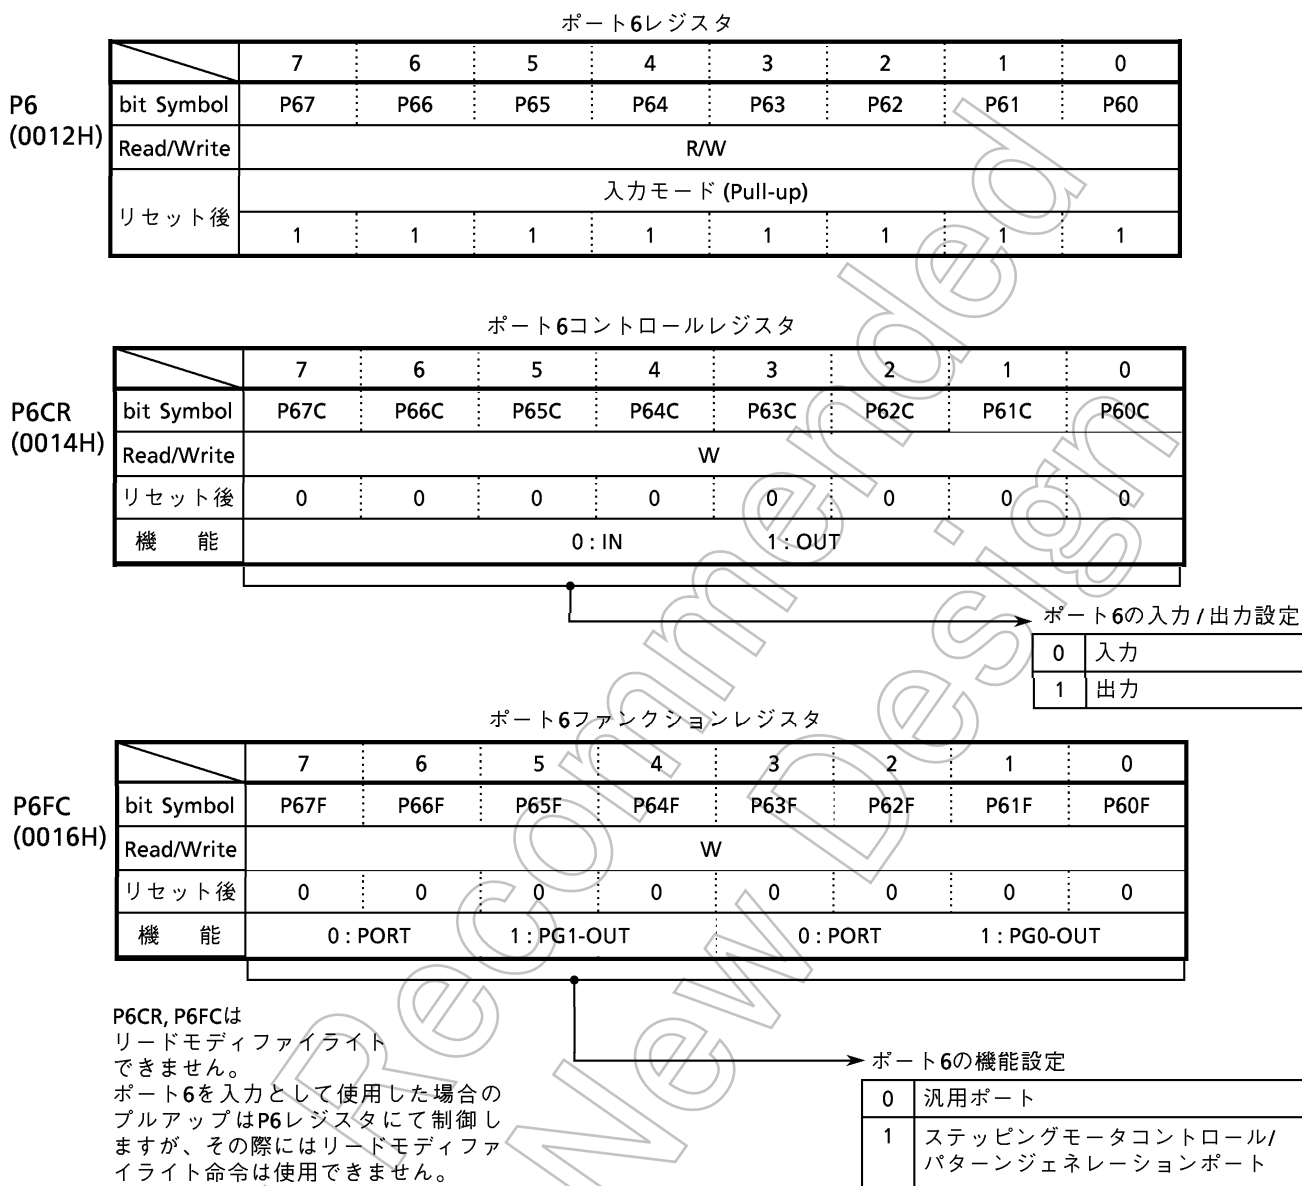 ポート6レジスタ
7 6 5 4 3 2 1 0
P6
(0012H)
bit Symbol P67 P66 P65 P64 P63 P62 P61 P60
Read/Write R/W
リセット後 入力モード (Pull-up)
1 1 1 1 1 1 1 1
ポート6コントロールレジスタ
7 6 5 4 3 2 1 0
P6CR
(0014H)
bit Symbol P67C P66C P65C P64C P63C P62C P61C P60C
Read/Write W
リセット後 0 0 0 0 0 0 0 0
機 能 0 : IN 1 : OUT
ポート6の入力 / 出力設定
0 入力
1 出力
ポート6ファンクションレジスタ
7 6 5 4 3 2 1 0
P6FC
(0016H)
bit Symbol P67F P66F P65F P64F P63F P62F P61F P60F
Read/Write W
リセット後 0 0 0 0 0 0 0 0
機 能 0 : PORT 1 : PG1-OUT 0 : PORT 1 : PG0-OUT
P6CR, P6FCは
リードモディファイライト
できません。
ポート6を入力として使用した場合の
プルアップはP6レジスタにて制御し
ますが、その際にはリードモディファ
イライト命令は使用できません。
ポート6の機能設定
0 汎用ポート
1 ステッピングモータコントロール/
パターンジェネレーションポート
Recommended
New Design